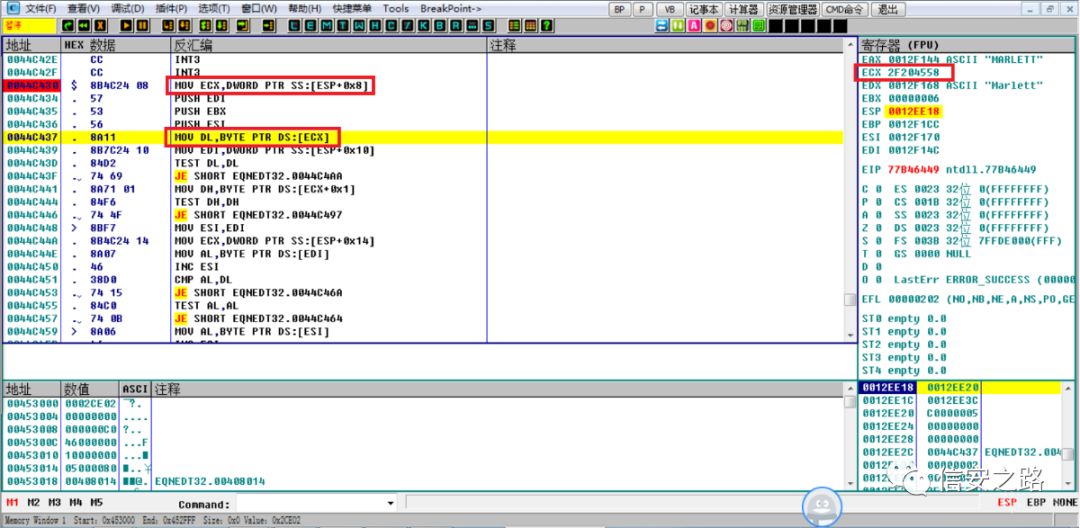 文件(F) 查看(V) 调试(D) 插件(P) 选项(T) 窗口(W) 帮助(H) 快捷菜单 Tools BreakPoint-> BP P VB 记事本 计算器 资源管理器 CMD命令 退出
暂停 L E M T W H C / K B R ... S
地址 HEX 数据 反汇编 注释
0044C42E CC INT3
0044C42F CC INT3
0044C430 $ 8B4C24 08 MOV ECX,DWORD PTR SS:[ESP+0x8]
0044C434 . 57 PUSH EDI
0044C435 . 53 PUSH EBX
0044C436 . 56 PUSH ESI
0044C437 . 8A11 MOV DL,BYTE PTR DS:[ECX]
0044C439 . 8B7C24 10 MOV EDI,DWORD PTR SS:[ESP+0x10]
0044C43D . 84D2 TEST DL,DL
0044C43F . 74 69 JE SHORT EQNEDT32.0044C4AA
0044C441 . 8A71 01 MOV DH,BYTE PTR DS:[ECX+0x1]
0044C444 . 84F6 TEST DH,DH
0044C446 . 74 4F JE SHORT EQNEDT32.0044C497
0044C448 > 8BF7 MOV ESI,EDI
0044C44A . 8B4C24 14 MOV ECX,DWORD PTR SS:[ESP+0x14]
0044C44E . 8A07 MOV AL,BYTE PTR DS:[EDI]
0044C450 . 46 INC ESI
0044C451 . 38D0 CMP AL,DL
0044C453 . 74 15 JE SHORT EQNEDT32.0044C46A
0044C455 . 84C0 TEST AL,AL
0044C457 . 74 0B JE SHORT EQNEDT32.0044C464
0044C459 > 8A06 MOV AL,BYTE PTR DS:[ESI]
寄存器 (FPU)
EAX 0012F144 ASCII "MARLETT"
ECX 2F204558
EDX 0012F168 ASCII "Marlett"
EBX 00000006
ESP 0012EE18
EBP 0012F1CC
ESI 0012F170
EDI 0012F14C
EIP 77B46449 ntdll.77B46449
C 0 ES 0023 32位 0(FFFFFFFF)
P 0 CS 001B 32位 0(FFFFFFFF)
A 0 SS 0023 32位 0(FFFFFFFF)
Z 0 DS 0023 32位 0(FFFFFFFF)
S 0 FS 003B 32位 7FFDE000(FFF)
T 0 GS 0000 NULL
D 0
O 0 LastErr ERROR_SUCCESS (00000
EFL 00000202 (NO,NB,NE,A,NS,PO,GE
ST0 empty 0.0
ST1 empty 0.0
ST2 empty 0.0
ST3 empty 0.0
ST4 empty 0.0
地址 数值 ASCI 注释
00453000 0002CE02
00453004 00000000 ....
00453008 000000C0
0045300C 46000000 ...F
00453010 10000000
00453014 05000080
00453018 00408014 EQNEDT32.00408014
0012EE18 0012EE20
0012EE1C 0012EE3C
0012EE20 C0000005
0012EE24 00000000
0012EE28 00000000
0012EE2C 0044C437 EQNEDT32.004
00000002
信安之路
M1 M2 M3 M4 M5 Command: ESP EBP NONE
Memory Window 1 Start: 0x453000 End: 0x452FFF Size: 0x0 Value: 0x2CE02